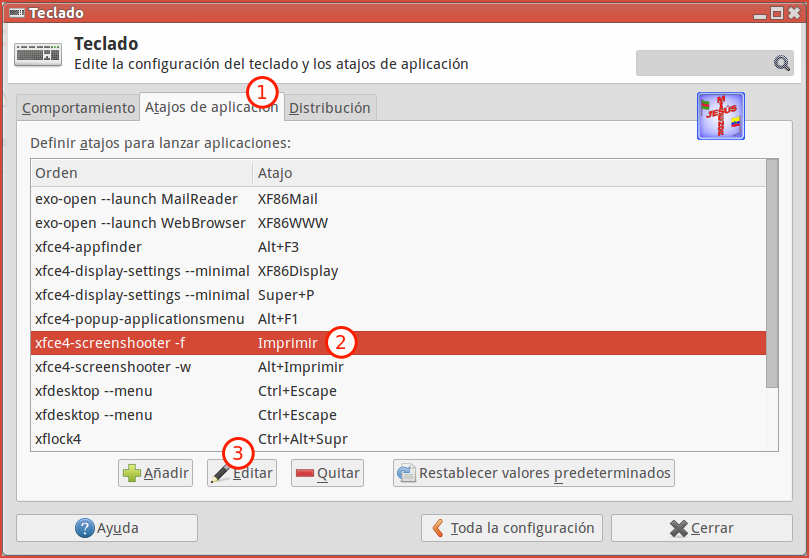 Teclado
Teclado
Edite la configuración del teclado y los atajos de aplicación
1
Comportamiento Atajos de aplicación Distribución
JESÚS
Definir atajos para lanzar aplicaciones:
Orden Atajo
exo-open --launch MailReader XF86Mail
exo-open --launch WebBrowser XF86WWW
xfce4-appfinder Alt+F3
xfce4-display-settings --minimal XF86Display
xfce4-display-settings --minimal Super+P
xfce4-popup-applicationsmenu Alt+F1
xfce4-screenshooter -f Imprimir 2
xfce4-screenshooter -w Alt+Imprimir
xfdesktop --menu Ctrl+Escape
xfdesktop --menu Ctrl+Escape
xflock4 Ctrl+Alt+Supr
3
Añadir Editar Quitar Restablecer valores predeterminados
Ayuda Toda la configuración Cerrar